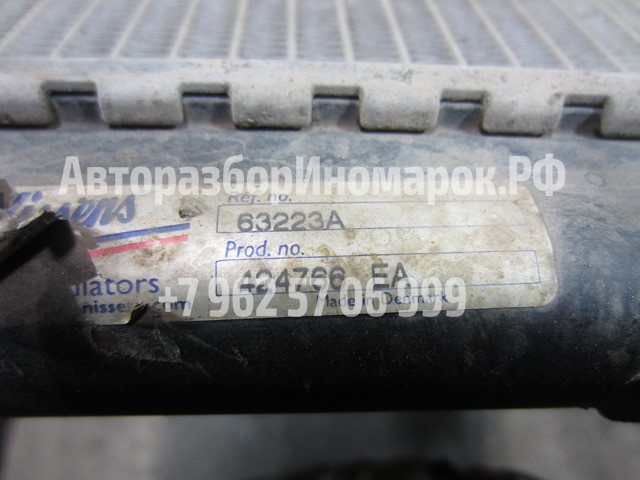 АвторазборИномарок.РФ
Ref. no.
Nissens
63223A
Prod. no.
424766 EA
Made in Denmark
+79625706999